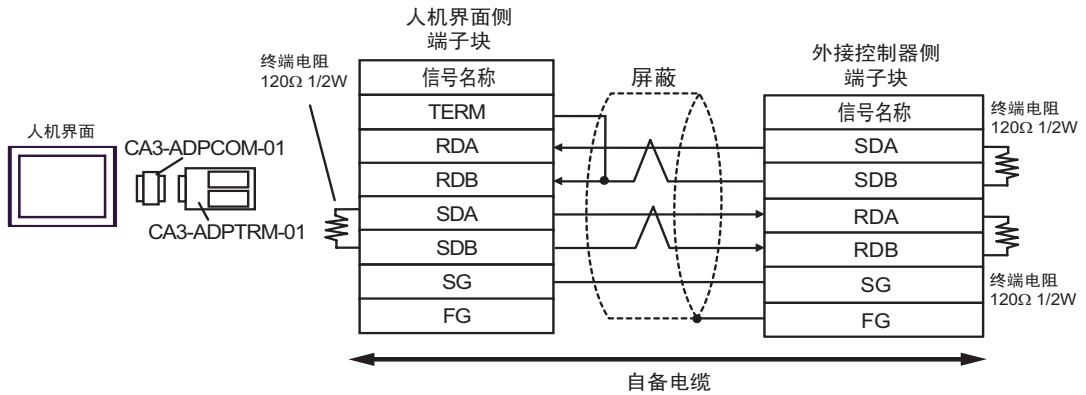 人机界面
CA3-ADPCOM-01
CA3-ADPTRM-01
终端电阻
120Ω 1/2W
人机界面侧
端子块
信号名称
TERM
RDA
RDB
SDA
SDB
SG
FG
屏蔽
外接控制器侧
端子块
信号名称
SDA
SDB
RDA
RDB
SG
FG
终端电阻
120Ω 1/2W
终端电阻
120Ω 1/2W
自备电缆